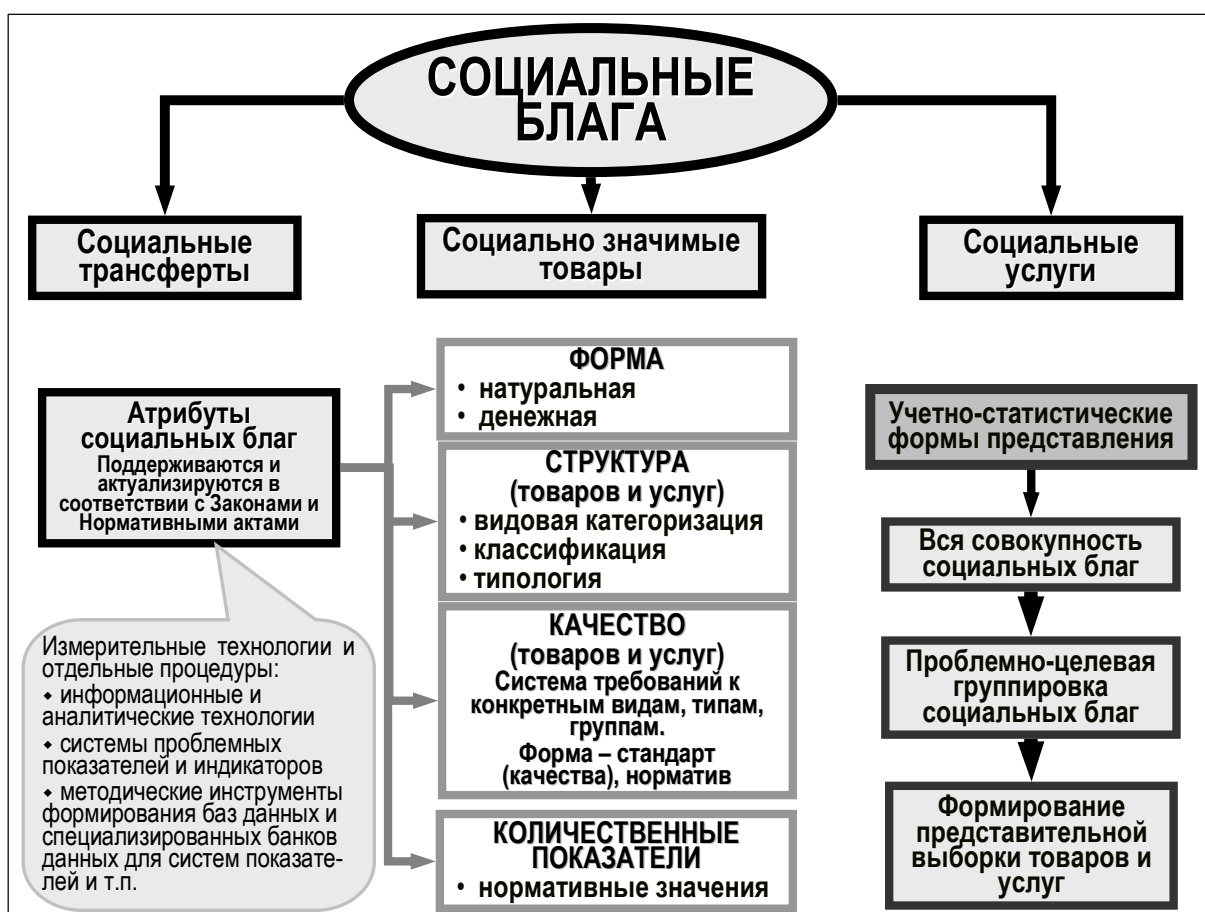 СОЦИАЛЬНЫЕ
БЛАГА
Социальные
трансферты
Социально значимые
товары
Социальные
услуги
Атрибуты
социальных благ
Поддерживаются и
актуализируются в
соответствии с Законами и
Нормативными актами
Измерительные технологии и
отдельные процедуры:
• информационные и
аналитические технологии
• системы проблемных
показателей и индикаторов
• методические инструменты
формирования баз данных и
специализированных банков
данных для систем показате-
лей и т.п.
ФОРМА
• натуральная
• денежная
СТРУКТУРА
(товаров и услуг)
• видовая категоризация
• классификация
• типология
КАЧЕСТВО
(товаров и услуг)
Система требований к
конкретным видам, типам,
группам.
Форма – стандарт
(качества), норматив
КОЛИЧЕСТВЕННЫЕ
ПОКАЗАТЕЛИ
• нормативные значения
Учетно-статистические
формы представления
Вся совокупность
социальных благ
Проблемно-целевая
группировка
социальных благ
Формирование
представительной
выборки товаров и
услуг